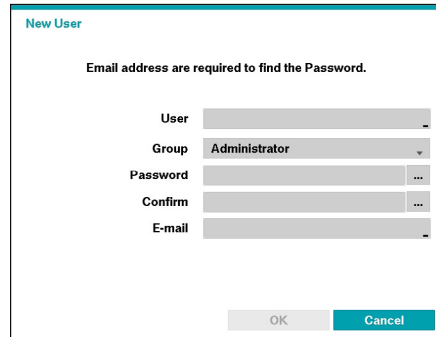 New User
Email address are required to find the Password.
User
Group Administrator
Password ...
Confirm ...
E-mail
OK Cancel